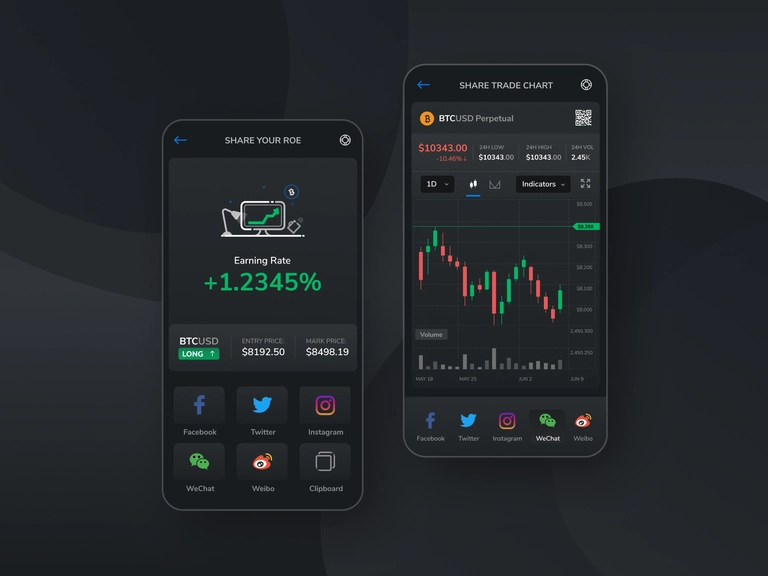 SHARE YOUR ROE
Earning Rate
+1.2345%
BTCUSD
LONG ↑
ENTRY PRICE:
$8192.50
MARK PRICE:
$8498.19
Facebook
Twitter
Instagram
WeChat
Weibo
Clipboard
SHARE TRADE CHART
BTCUSD Perpetual
$10343.00
-10.46%↓
24H LOW
$10343.00
24H HIGH
$10343.00
24H VOL
2.45K
1D
Indicators
$8,500
$8,300
$8,200
$8,100
$8,000
Volume
2,450.300
2,450.250
MAY 18
MAY 25
JUN 2
JUN 9
Facebook
Twitter
Instagram
WeChat
Weibo